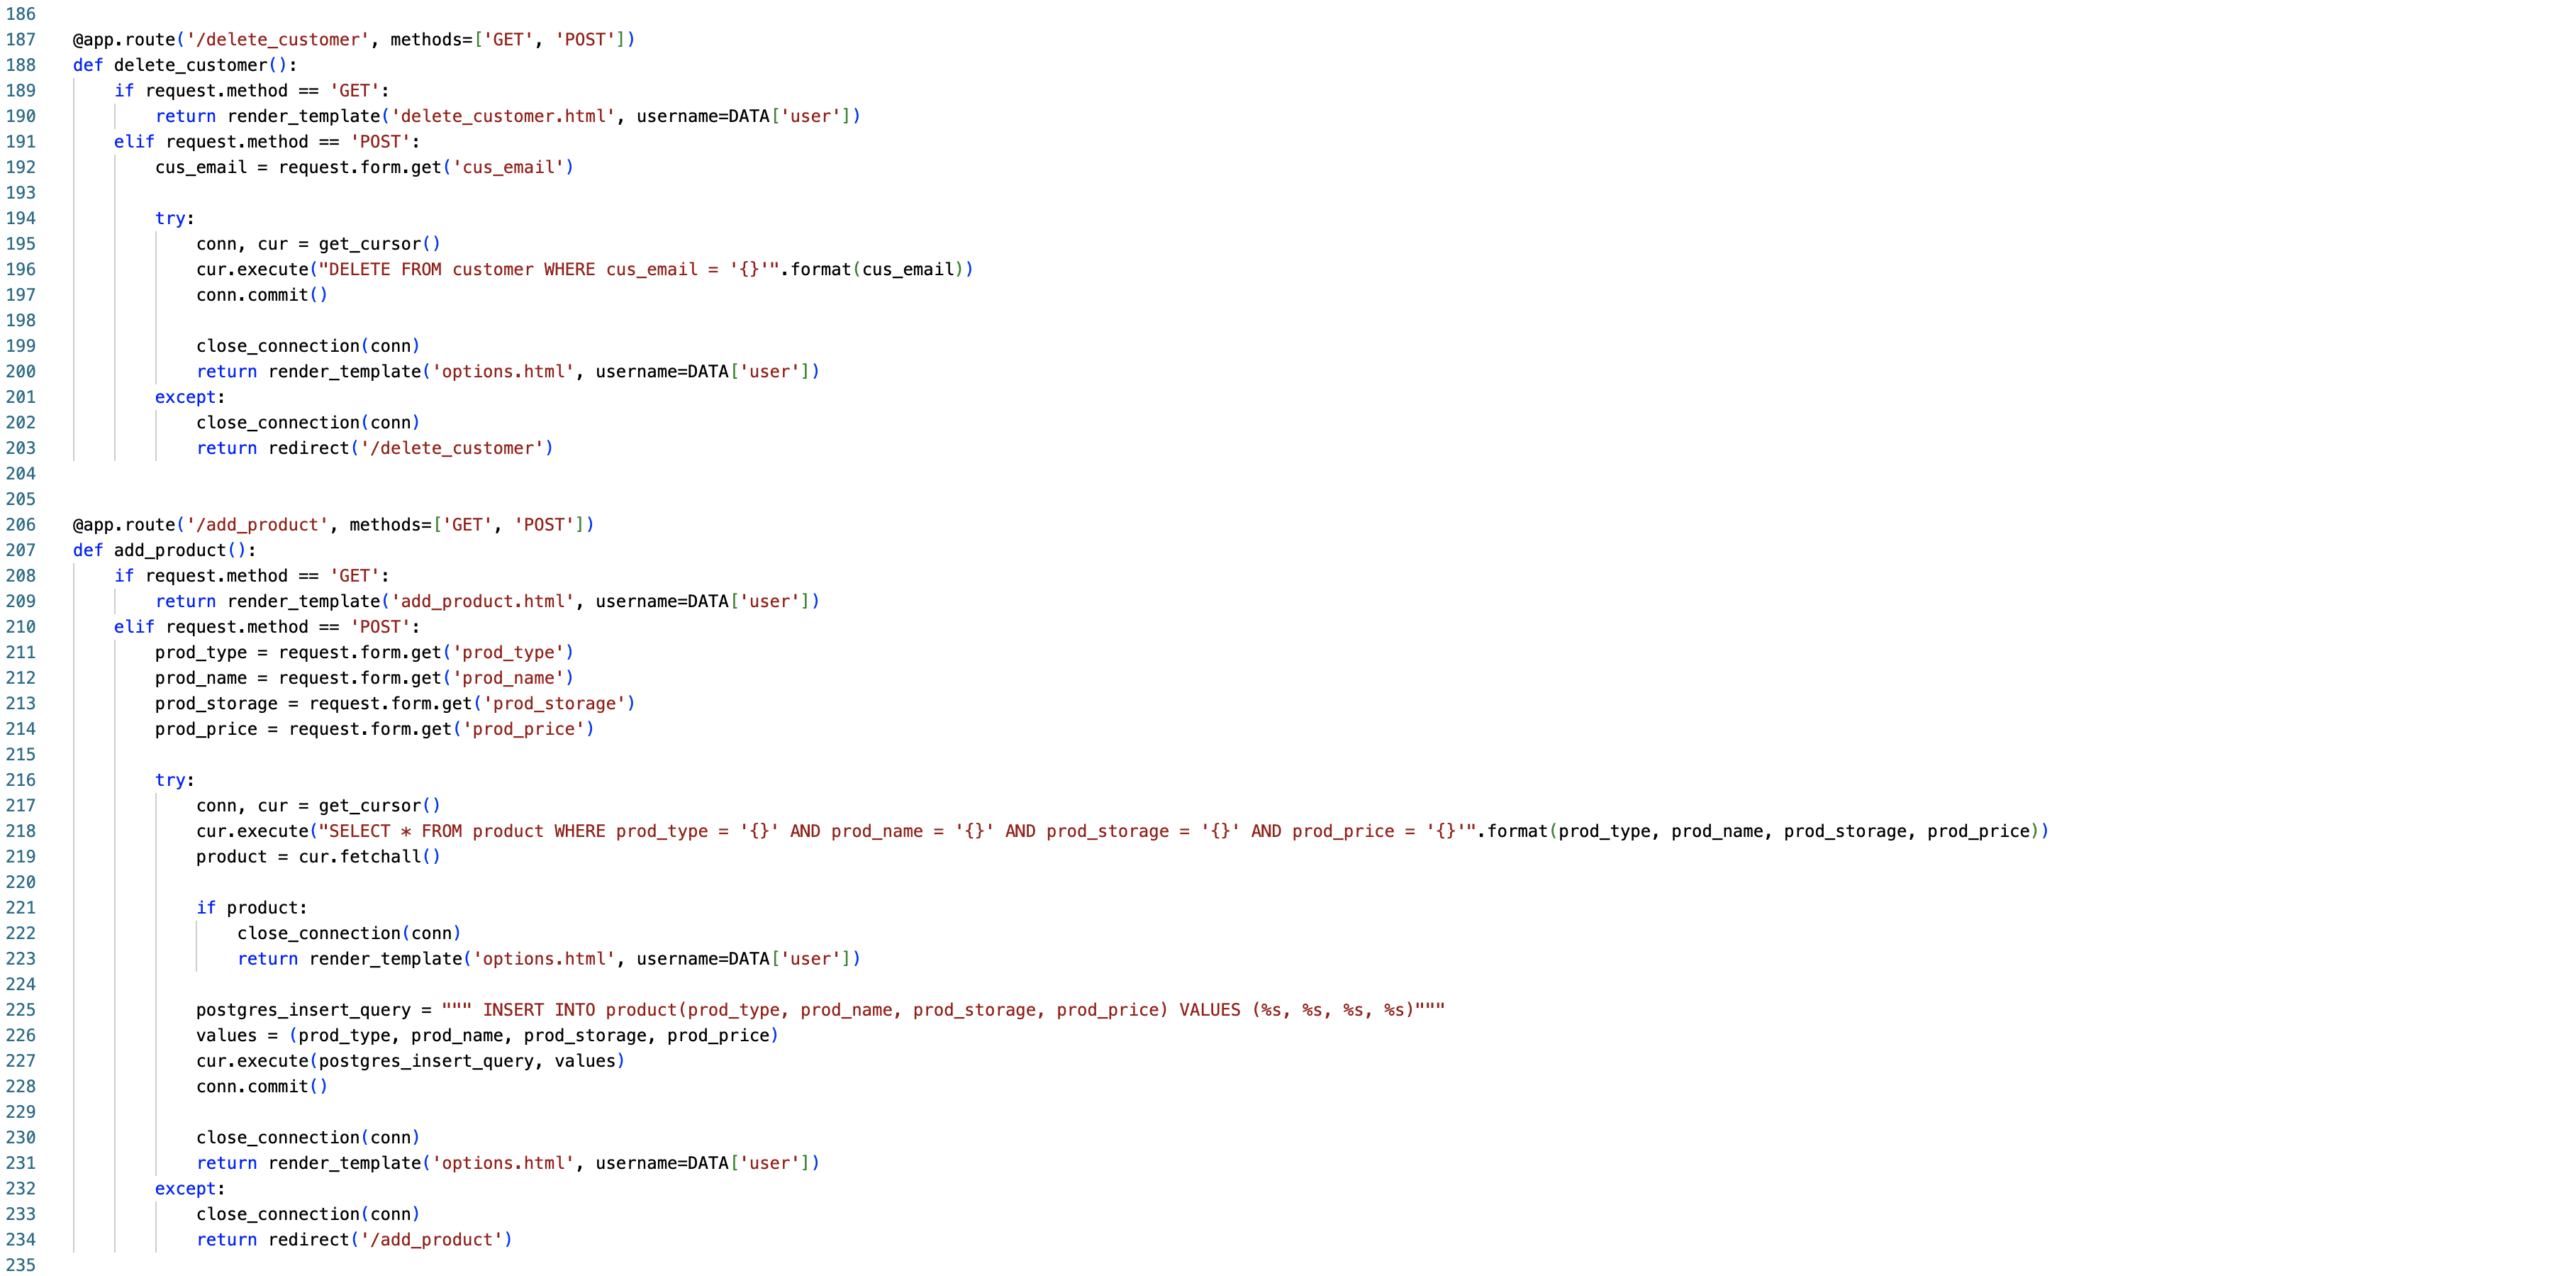 186
187 @app.route('/delete_customer', methods=['GET', 'POST'])
188 def delete_customer():
189     if request.method == 'GET':
190         return render_template('delete_customer.html', username=DATA['user'])
191     elif request.method == 'POST':
192         cus_email = request.form.get('cus_email')
193
194         try:
195             conn, cur = get_cursor()
196             cur.execute("DELETE FROM customer WHERE cus_email = '{}'".format(cus_email))
197             conn.commit()
198
199             close_connection(conn)
200             return render_template('options.html', username=DATA['user'])
201         except:
202             close_connection(conn)
203             return redirect('/delete_customer')
204
205
206 @app.route('/add_product', methods=['GET', 'POST'])
207 def add_product():
208     if request.method == 'GET':
209         return render_template('add_product.html', username=DATA['user'])
210     elif request.method == 'POST':
211         prod_type = request.form.get('prod_type')
212         prod_name = request.form.get('prod_name')
213         prod_storage = request.form.get('prod_storage')
214         prod_price = request.form.get('prod_price')
215
216         try:
217             conn, cur = get_cursor()
218             cur.execute("SELECT * FROM product WHERE prod_type = '{}' AND prod_name = '{}' AND prod_storage = '{}' AND prod_price = '{}'".format(prod_type, prod_name, prod_storage, prod_price))
219             product = cur.fetchall()
220
221             if product:
222                 close_connection(conn)
223                 return render_template('options.html', username=DATA['user'])
224
225             postgres_insert_query = """ INSERT INTO product(prod_type, prod_name, prod_storage, prod_price) VALUES (%s, %s, %s, %s)"""
226             values = (prod_type, prod_name, prod_storage, prod_price)
227             cur.execute(postgres_insert_query, values)
228             conn.commit()
229
230             close_connection(conn)
231             return render_template('options.html', username=DATA['user'])
232         except:
233             close_connection(conn)
234             return redirect('/add_product')
235